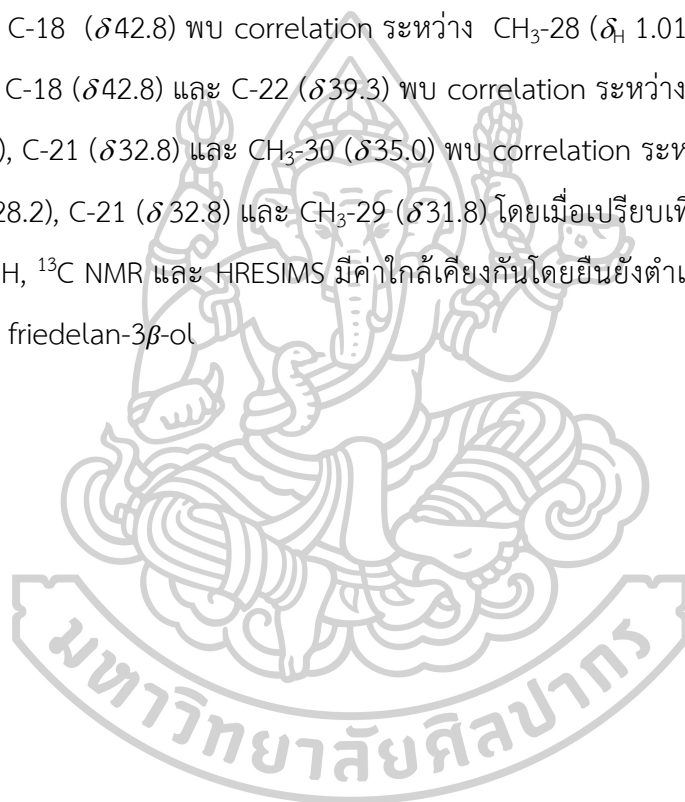 C-18 (δ42.8) พบ correlation ระหว่าง CH₃-28 (δH 1.01
C-18 (δ42.8) และ C-22 (δ39.3) พบ correlation ระหว่าง
), C-21 (δ32.8) และ CH₃-30 (δ35.0) พบ correlation ระห
28.2), C-21 (δ 32.8) และ CH₃-29 (δ31.8) โดยเมื่อเปรียบเที
H, ¹³C NMR และ HRESIMS มีค่าใกล้เคียงกันโดยยืนยังตำแ
friedelan-3β-ol
มหาวิทยาลัยศิลปากร